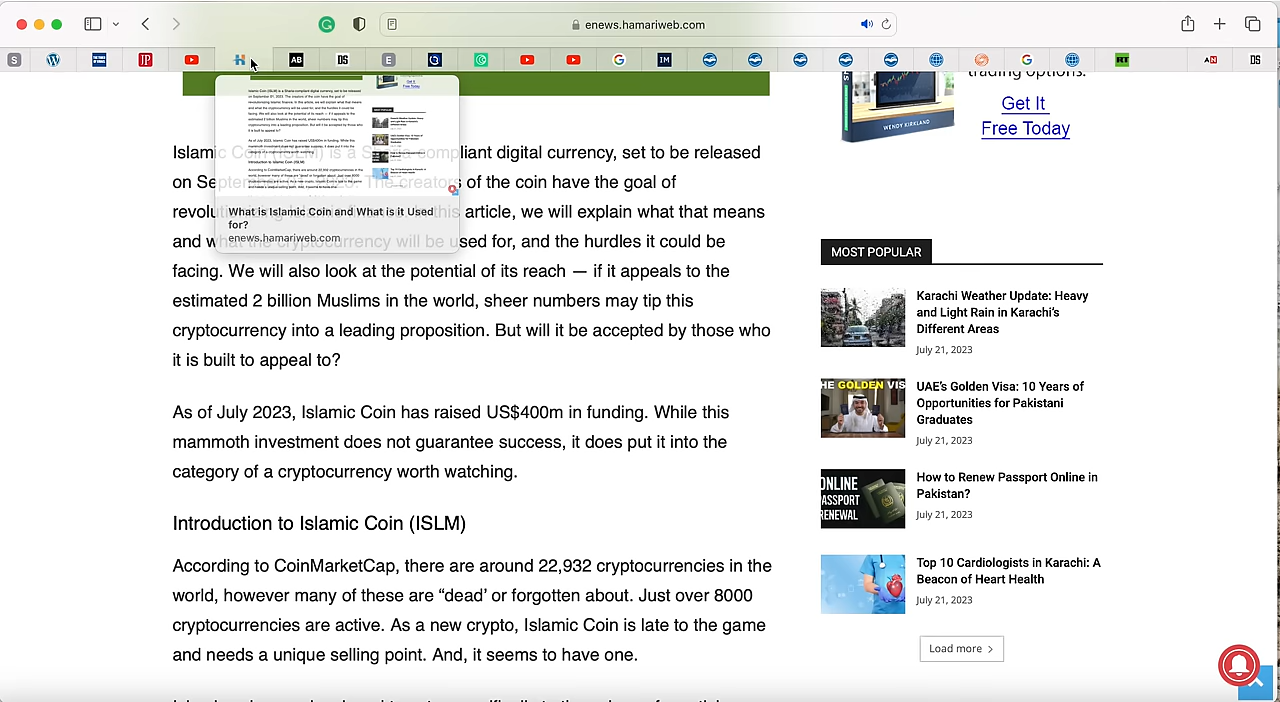 enews.hamariweb.com
S
JP
AB
DS
E
G
IM
G
RT
DS
trading options.
Get It
Free Today
WENDY KIRKLAND
What is Islamic Coin and What is it Used
for?
enews.hamariweb.com
Islamic Coin (ISLM) is a Sharia-compliant digital currency, set to be released
on September The creators of the coin have the goal of
revolu this article, we will explain what that means
and what the cryptocurrency will be used for, and the hurdles it could be
facing. We will also look at the potential of its reach — if it appeals to the
estimated 2 billion Muslims in the world, sheer numbers may tip this
cryptocurrency into a leading proposition. But will it be accepted by those who
it is built to appeal to?
As of July 2023, Islamic Coin has raised US$400m in funding. While this
mammoth investment does not guarantee success, it does put it into the
category of a cryptocurrency worth watching.
Introduction to Islamic Coin (ISLM)
According to CoinMarketCap, there are around 22,932 cryptocurrencies in the
world, however many of these are “dead’ or forgotten about. Just over 8000
cryptocurrencies are active. As a new crypto, Islamic Coin is late to the game
and needs a unique selling point. And, it seems to have one.
MOST POPULAR
Karachi Weather Update: Heavy
and Light Rain in Karachi’s
Different Areas
July 21, 2023
HE GOLDEN VIS
UAE’s Golden Visa: 10 Years of
Opportunities for Pakistani
Graduates
July 21, 2023
ONLINE
PASSPORT
RENEWAL
How to Renew Passport Online in
Pakistan?
July 21, 2023
Top 10 Cardiologists in Karachi: A
Beacon of Heart Health
July 21, 2023
Load more